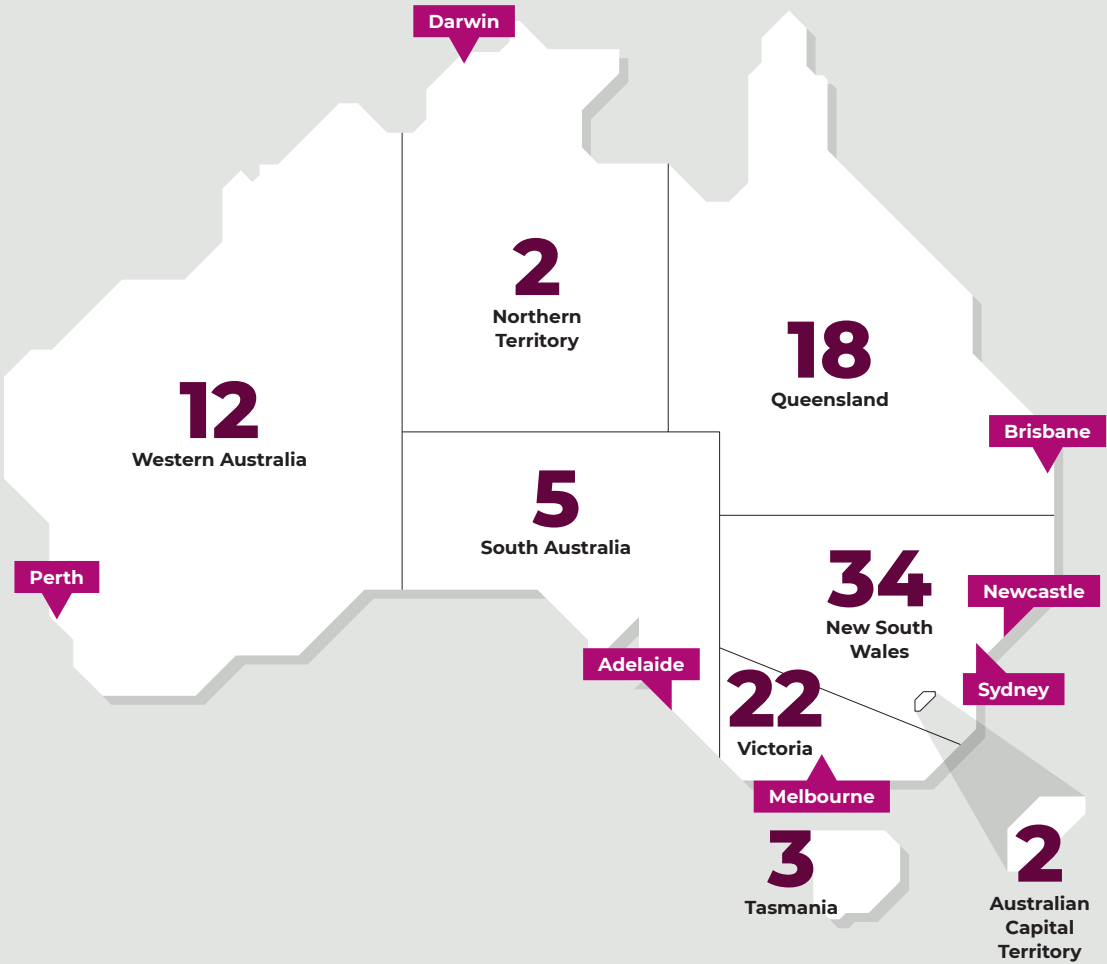 Darwin
2
Northern
Territory
18
Queensland
12
Western Australia
Brisbane
5
South Australia
34
New South
Wales
Perth
Newcastle
Adelaide
Sydney
22
Victoria
Melbourne
3
Tasmania
2
Australian
Capital
Territory